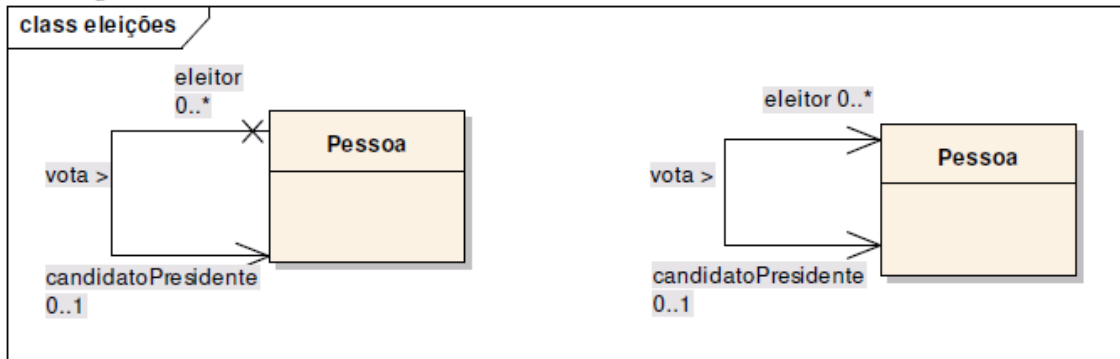 class eleições
eleitor
0..*
Pessoa
vota >
candidatoPresidente
0..1
eleitor 0..*
Pessoa
vota >
candidatoPresidente
0..1